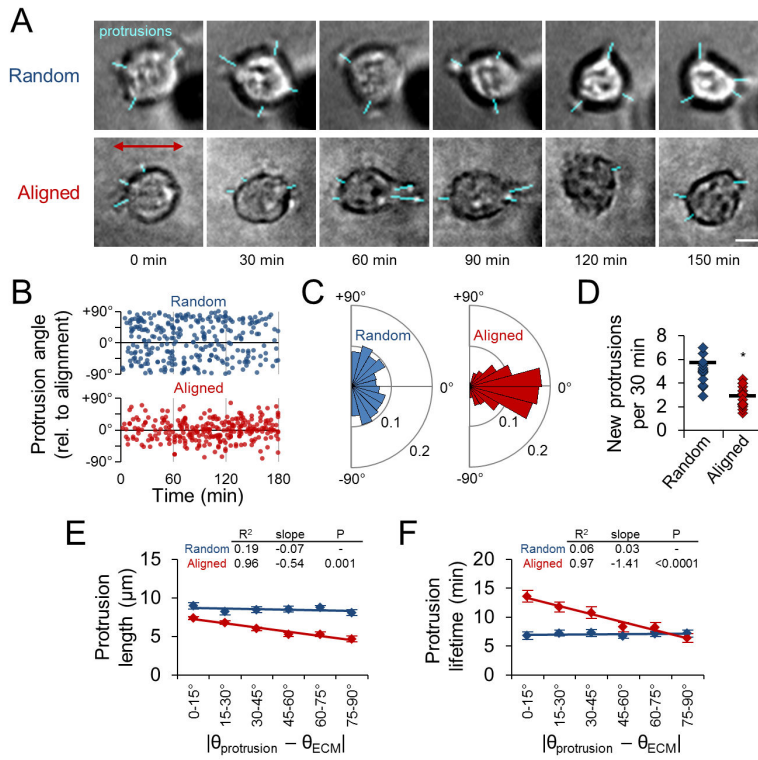 A
protrusions
Random
Aligned
0 min 30 min 60 min 90 min 120 min 150 min
B
Protrusion angle
(rel. to alignment)
+90°
Random
0°
-90°
Aligned
+90°
0°
-90°
0 60 120 180
Time (min)
C
+90° +90°
Random Aligned
0° 0°
0.1 0.1
0.2 0.2
-90° -90°
D
New protrusions
per 30 min
8
6
4
2
0
*
Random Aligned
E
R² slope P
Random 0.19 -0.07 -
Aligned 0.96 -0.54 0.001
Protrusion
length (µm)
15
10
5
0
0-15° 15-30° 30-45° 45-60° 60-75° 75-90°
|θprotrusion − θECM|
F
R² slope P
Random 0.06 0.03 -
Aligned 0.97 -1.41 <0.0001
Protrusion
lifetime (min)
20
15
10
5
0
0-15° 15-30° 30-45° 45-60° 60-75° 75-90°
|θprotrusion − θECM|